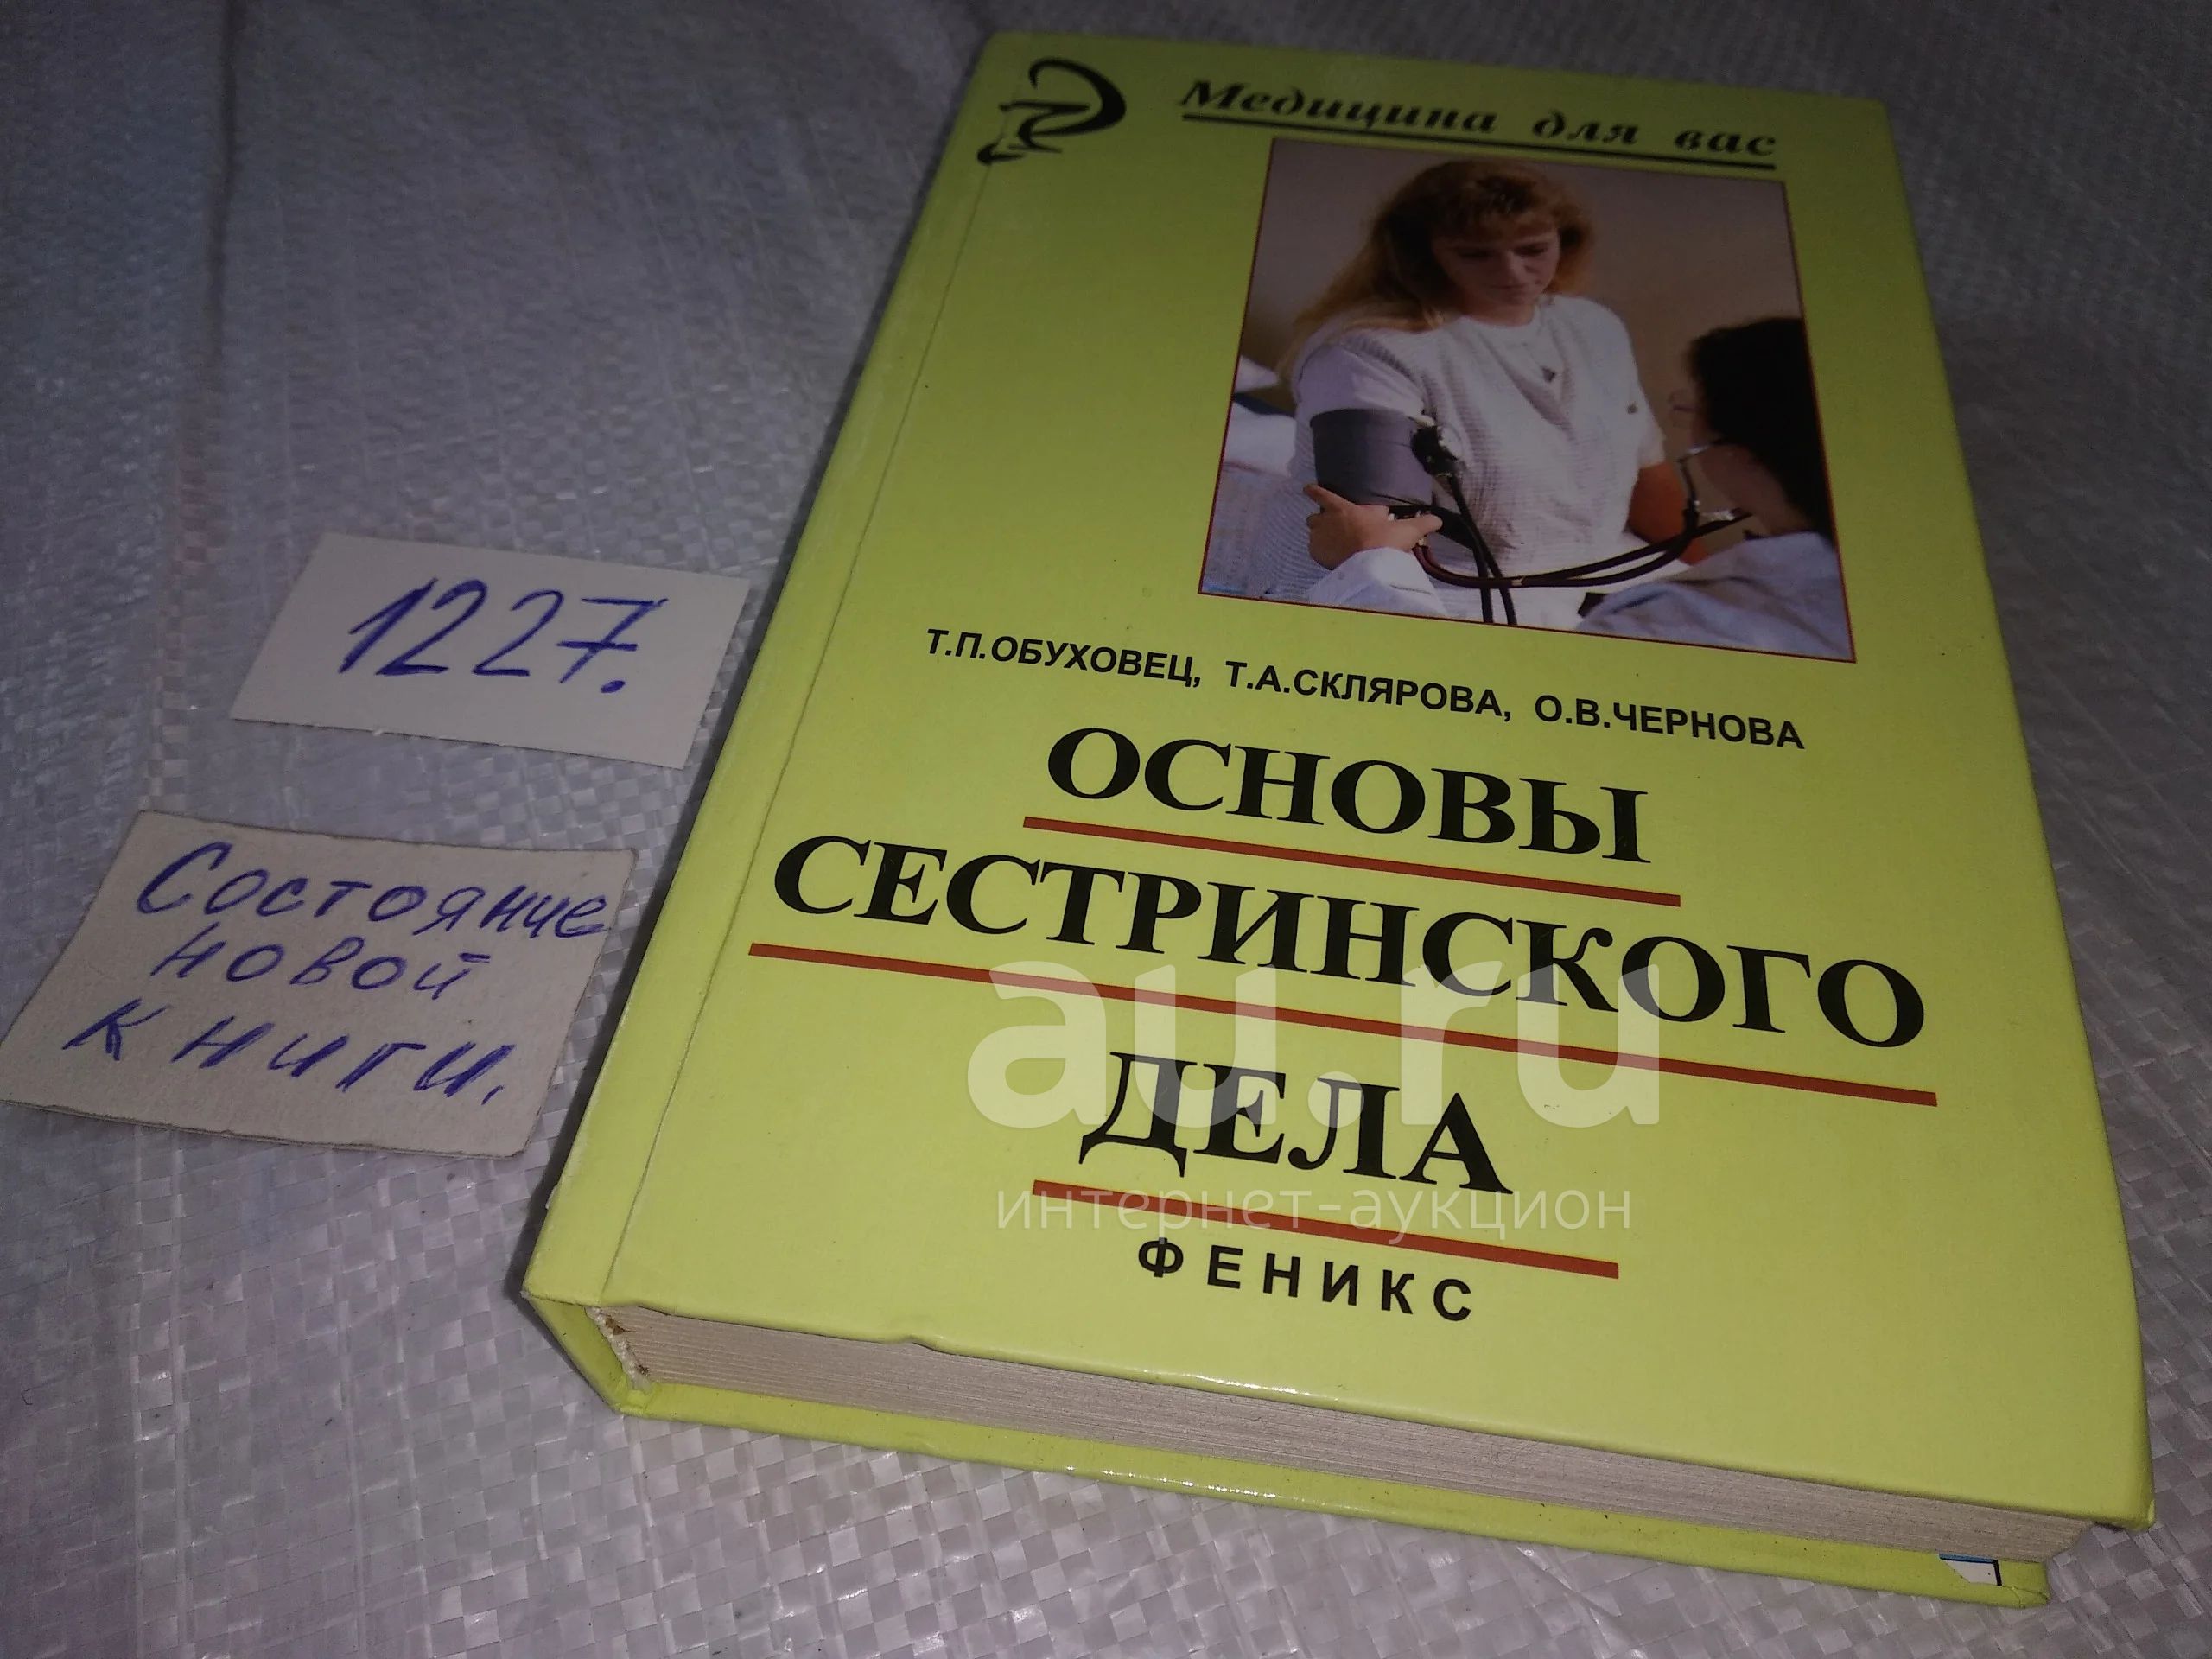 Медицина для вас
Т.П.ОБУХОВЕЦ, Т.А.СКЛЯРОВА, О.В.ЧЕРНОВА
ОСНОВЫ
СЕСТРИНСКОГО
ДЕЛА
ФЕНИКС
1227.
Состояние
новой
книги.
au.ru
интернет-аукцион